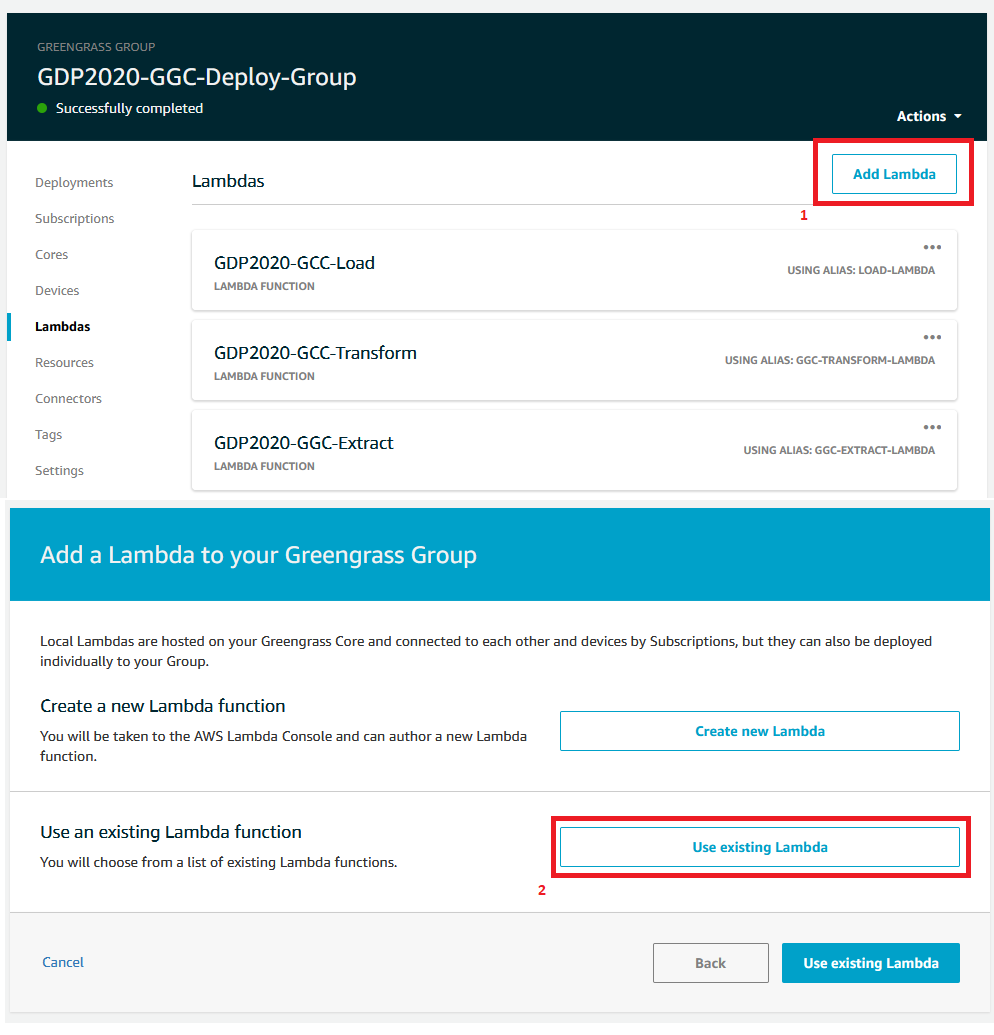 GREENGRASS GROUP
GDP2020-GGC-Deploy-Group
Successfully completed
Actions
Deployments
Subscriptions
Cores
Devices
Lambdas
Resources
Connectors
Tags
Settings
Lambdas
Add Lambda
1
GDP2020-GCC-Load
LAMBDA FUNCTION
USING ALIAS: LOAD-LAMBDA
GDP2020-GCC-Transform
LAMBDA FUNCTION
USING ALIAS: GGC-TRANSFORM-LAMBDA
GDP2020-GGC-Extract
LAMBDA FUNCTION
USING ALIAS: GGC-EXTRACT-LAMBDA
Add a Lambda to your Greengrass Group
Local Lambdas are hosted on your Greengrass Core and connected to each other and devices by Subscriptions, but they can also be deployed
individually to your Group.
Create a new Lambda function
You will be taken to the AWS Lambda Console and can author a new Lambda
function.
Create new Lambda
Use an existing Lambda function
You will choose from a list of existing Lambda functions.
Use existing Lambda
2
Cancel
Back
Use existing Lambda